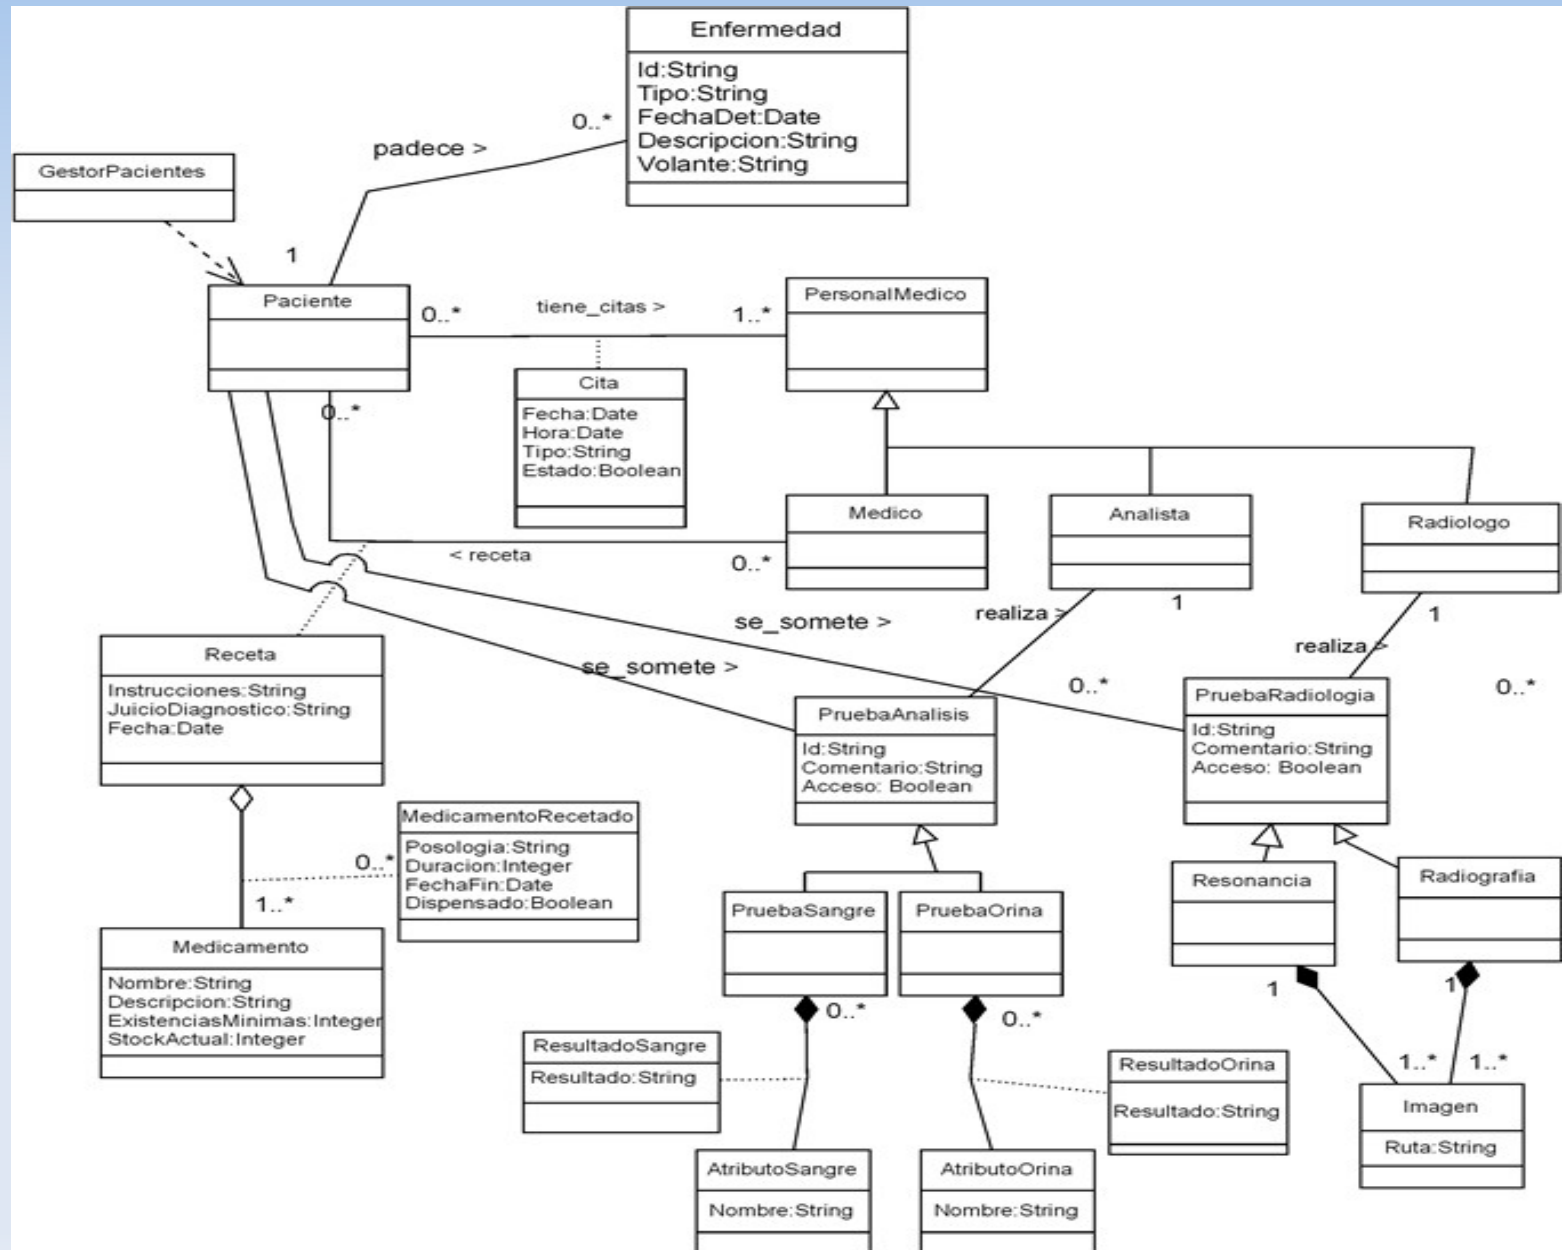 Enfermedad
Id:String
Tipo:String
FechaDet:Date
Descripcion:String
Volante:String
0..*
padece >
GestorPacientes
1
Paciente
0..*
tiene_citas >
1..*
PersonalMedico
Cita
Fecha:Date
Hora:Date
Tipo:String
Estado:Boolean
0..*
< receta
0..*
Medico
Analista
Radiologo
1
1
realiza >
realiza >
se_somete >
se_somete >
0..*
0..*
Receta
Instrucciones:String
JuicioDiagnostico:String
Fecha:Date
PruebaAnalisis
Id:String
Comentario:String
Acceso: Boolean
PruebaRadiologia
Id:String
Comentario:String
Acceso: Boolean
MedicamentoRecetado
Posologia:String
Duracion:Integer
FechaFin:Date
Dispensado:Boolean
0..*
1..*
Medicamento
Nombre:String
Descripcion:String
ExistenciasMinimas:Integer
StockActual:Integer
PruebaSangre
PruebaOrina
Resonancia
Radiografia
0..*
0..*
1
1
ResultadoSangre
Resultado:String
ResultadoOrina
Resultado:String
1..*
1..*
Imagen
Ruta:String
AtributoSangre
Nombre:String
AtributoOrina
Nombre:String